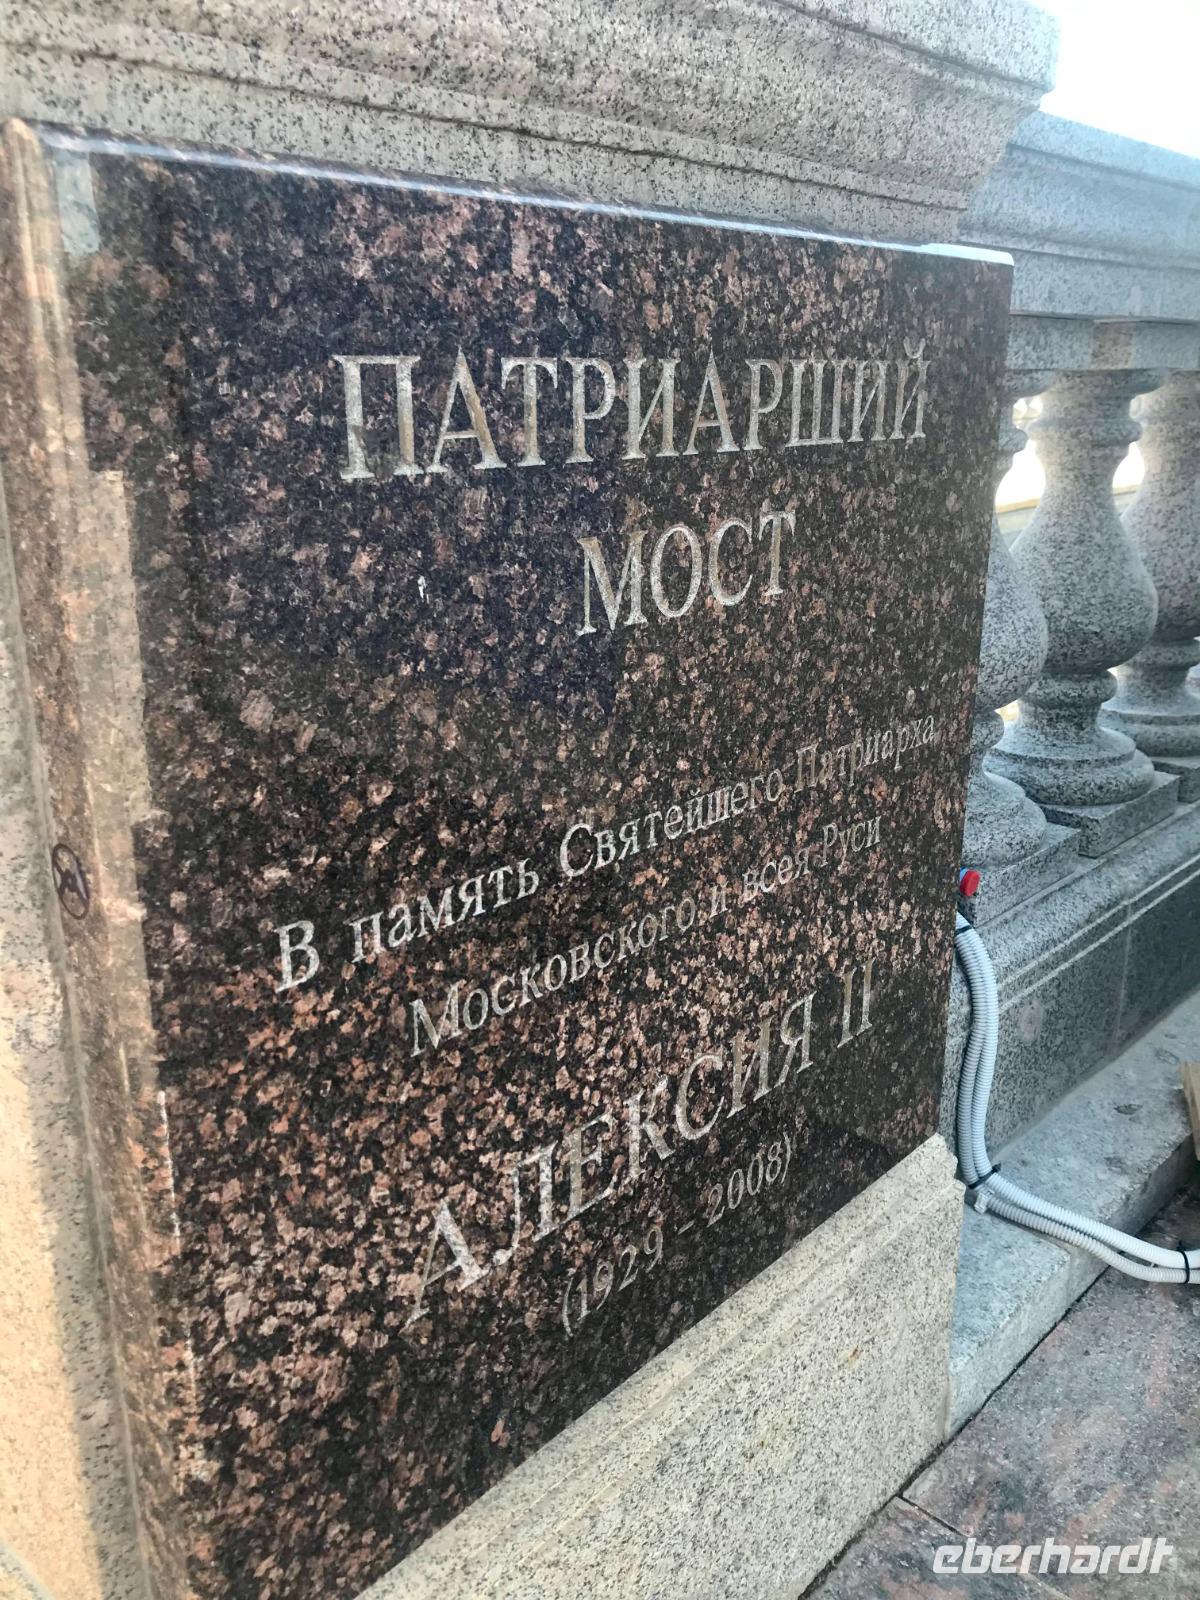 ПАТРИАРШИЙ
МОСТ
В память Святейшего Патриарха
Московского и всея Руси
АЛЕКСИЯ II
(1929 – 2008)
eberhardt